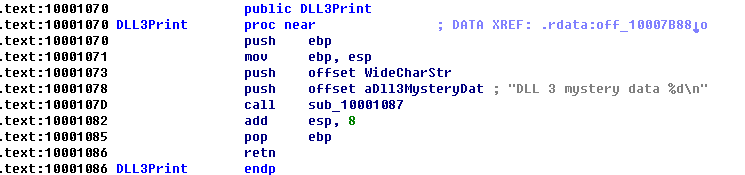 .text:10001070 public DLL3Print
.text:10001070 DLL3Print proc near ; DATA XREF: .rdata:off_10007B88↓o
.text:10001070 push ebp
.text:10001071 mov ebp, esp
.text:10001073 push offset WideCharStr
.text:10001078 push offset aDll3MysteryDat ; "DLL 3 mystery data %d\n"
.text:1000107D call sub_10001087
.text:10001082 add esp, 8
.text:10001085 pop ebp
.text:10001086 retn
.text:10001086 DLL3Print endp